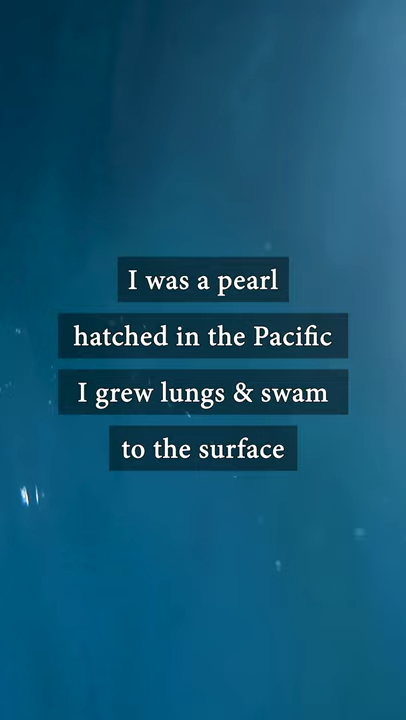 I was a pearl
hatched in the Pacific
I grew lungs & swam
to the surface